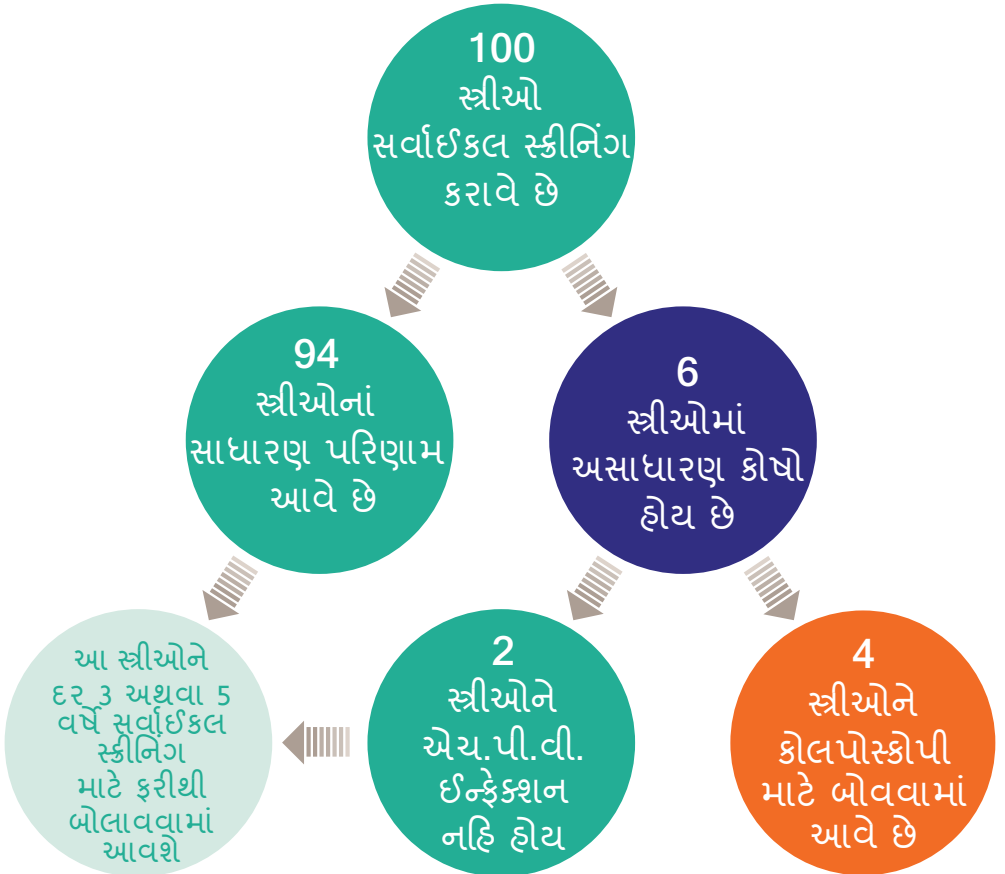 100
સ્ત્રીઓ
સર્વાઈકલ સ્ક્રીનિંગ
કરાવે છે
94
સ્ત્રીઓનાં
સાધારણ પરિણામ
આવે છે
6
સ્ત્રીઓમાં
અસાધારણ કોષો
હોય છે
આ સ્ત્રીઓને
દર 3 અથવા 5
વર્ષે સર્વાઈકલ
સ્ક્રીનિંગ
માટે ફરીથી
બોલાવવામાં
આવશે
2
સ્ત્રીઓને
એચ.પી.વી.
ઈન્ફેક્શન
નહિ હોય
4
સ્ત્રીઓને
કોલપોસ્કોપી
માટે બોવવામાં
આવે છે